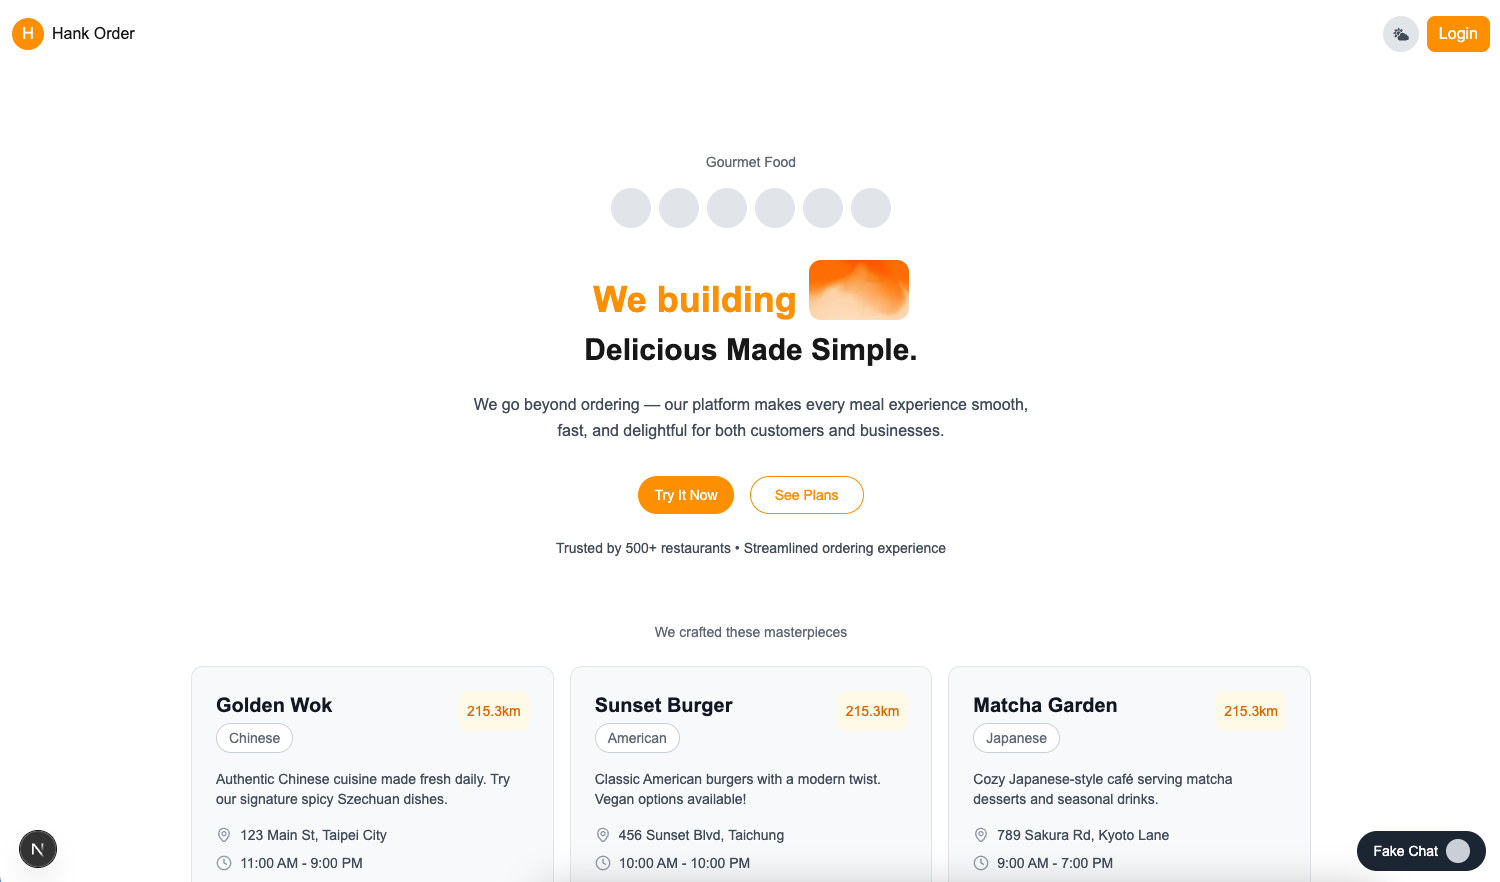 H Hank Order
Login
Gourmet Food
We building
Delicious Made Simple.
We go beyond ordering — our platform makes every meal experience smooth,
fast, and delightful for both customers and businesses.
Try It Now
See Plans
Trusted by 500+ restaurants • Streamlined ordering experience
We crafted these masterpieces
Golden Wok
215.3km
Chinese
Authentic Chinese cuisine made fresh daily. Try
our signature spicy Szechuan dishes.
123 Main St, Taipei City
11:00 AM - 9:00 PM
Sunset Burger
215.3km
American
Classic American burgers with a modern twist.
Vegan options available!
456 Sunset Blvd, Taichung
10:00 AM - 10:00 PM
Matcha Garden
215.3km
Japanese
Cozy Japanese-style café serving matcha
desserts and seasonal drinks.
789 Sakura Rd, Kyoto Lane
9:00 AM - 7:00 PM
N
Fake Chat